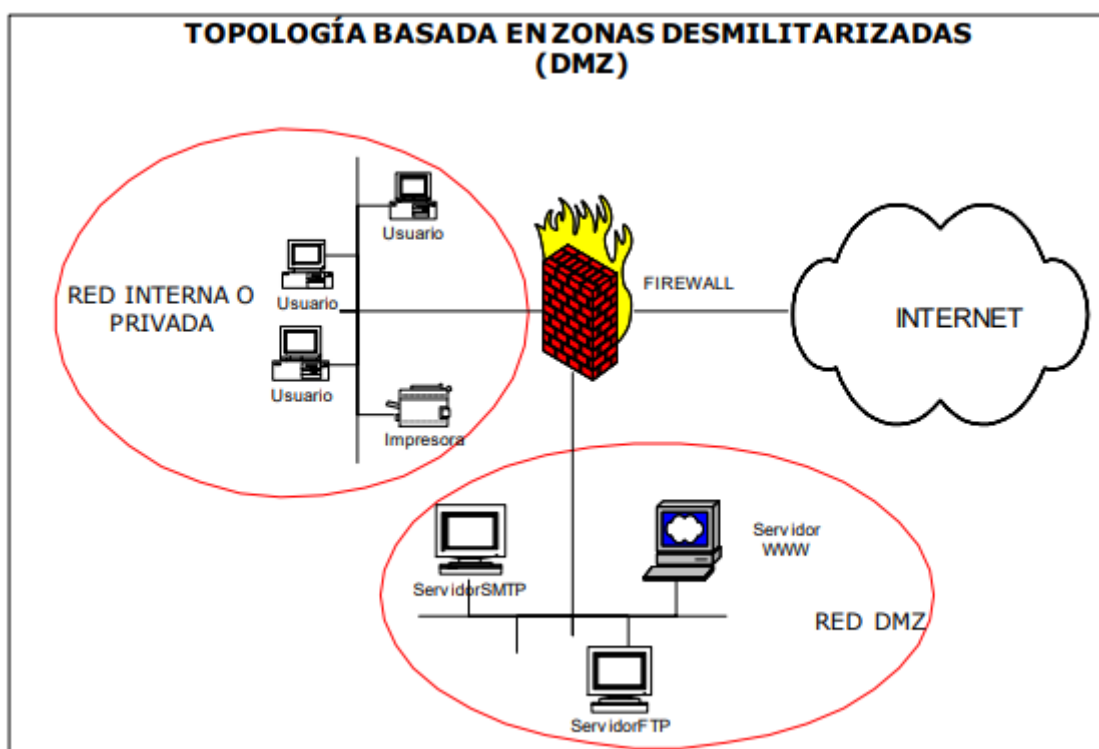 TOPOLOGÍA BASADA EN ZONAS DESMILITARIZADAS
(DMZ)
Usuario
Usuario
RED INTERNA O
PRIVADA
Usuario
Impresora
FIREWALL
INTERNET
Servidor
WWW
ServidorSMTP
RED DMZ
ServidorFTP